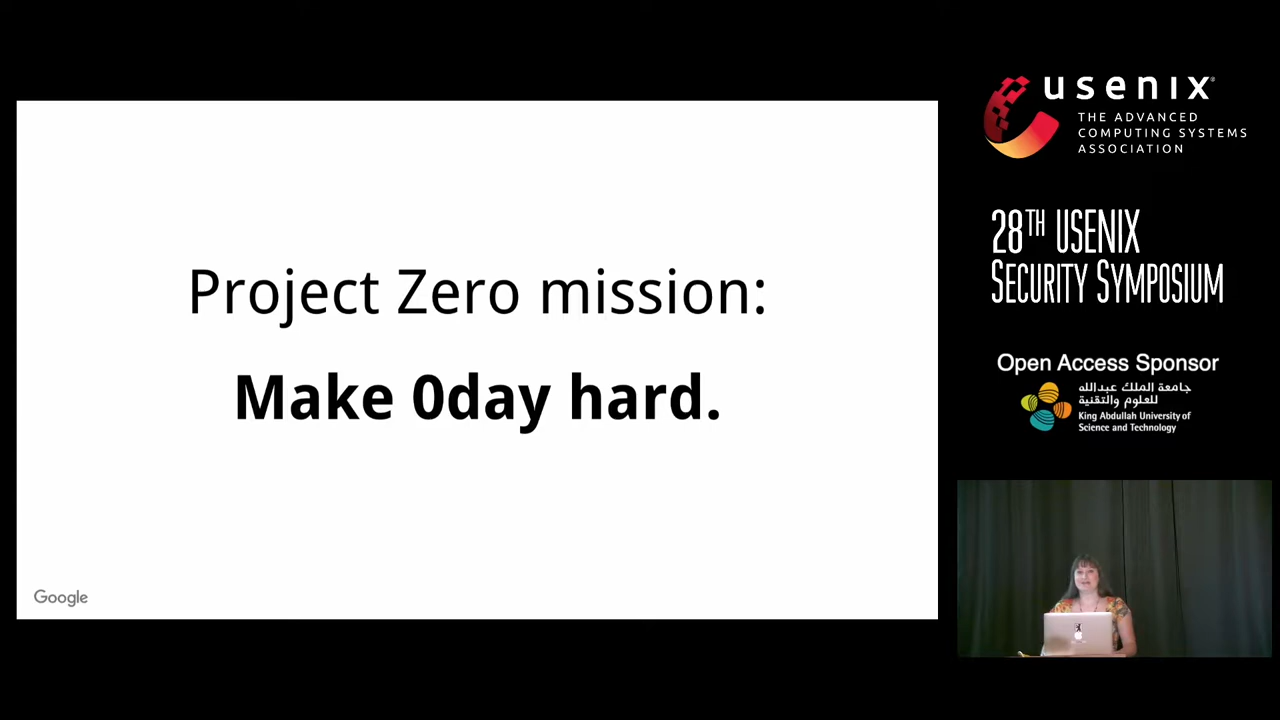 Project Zero mission:
Make 0day hard.
Google
usenix
THE ADVANCED
COMPUTING SYSTEMS
ASSOCIATION
28TH USENIX
SECURITY SYMPOSIUM
Open Access Sponsor
جامعة الملك عبدالله
للعلوم والتقنية
King Abdullah University of
Science and Technology